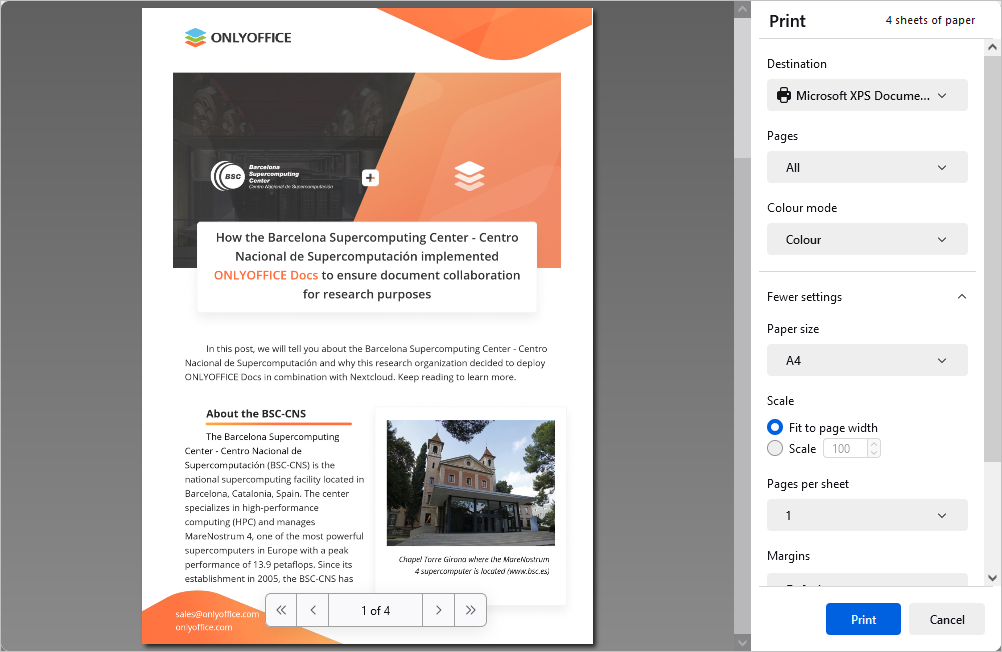 ONLYOFFICE
BSC
Barcelona
Supercomputing
Center
Centro Nacional de Supercomputación
How the Barcelona Supercomputing Center - Centro
Nacional de Supercomputación implemented
ONLYOFFICE Docs to ensure document collaboration
for research purposes
In this post, we will tell you about the Barcelona Supercomputing Center - Centro
Nacional de Supercomputación and why this research organization decided to deploy
ONLYOFFICE Docs in combination with Nextcloud. Keep reading to learn more.
About the BSC-CNS
The Barcelona Supercomputing
Center - Centro Nacional de
Supercomputación (BSC-CNS) is the
national supercomputing facility located in
Barcelona, Catalonia, Spain. The center
specializes in high-performance
computing (HPC) and manages
MareNostrum 4, one of the most powerful
supercomputers in Europe with a peak
performance of 13.9 petaflops. Since its
establishment in 2005, the BSC-CNS has
Chapel Torre Girona where the MareNostrum
4 supercomputer is located (www.bsc.es)
sales@onlyoffice.com
onlyoffice.com
1 of 4
Print
4 sheets of paper
Destination
Microsoft XPS Docume...
Pages
All
Colour mode
Colour
Fewer settings
Paper size
A4
Scale
Fit to page width
Scale 100
Pages per sheet
1
Margins
Print
Cancel